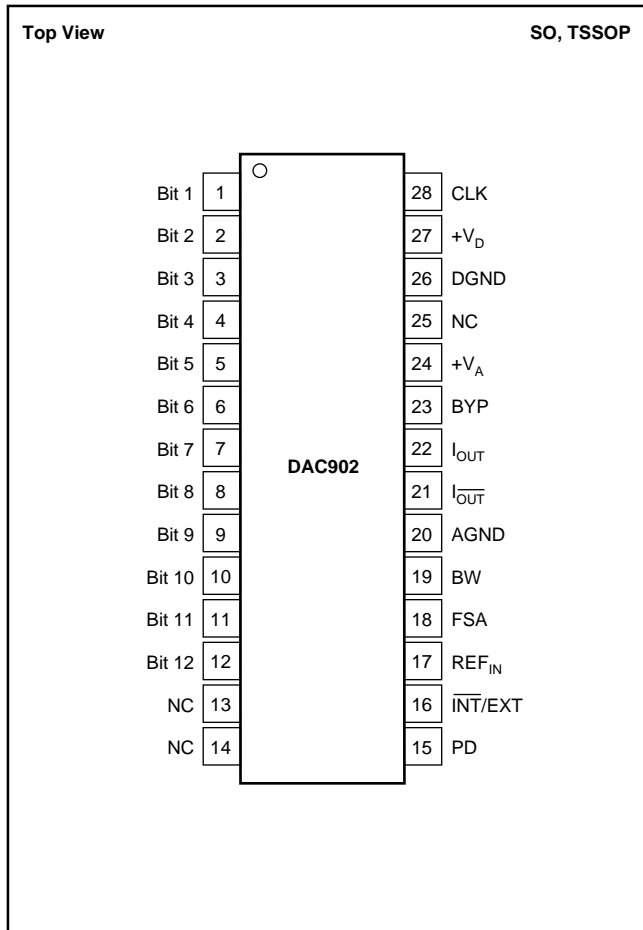 Top View SO, TSSOP
Bit 1 1 28 CLK
Bit 2 2 27 +V_D
Bit 3 3 26 DGND
Bit 4 4 25 NC
Bit 5 5 24 +V_A
Bit 6 6 23 BYP
Bit 7 7 22 I_OUT
DAC902
Bit 8 8 21 I_O̅U̅T̅
Bit 9 9 20 AGND
Bit 10 10 19 BW
Bit 11 11 18 FSA
Bit 12 12 17 REF_IN
NC 13 16 I̅N̅T̅/EXT
NC 14 15 PD